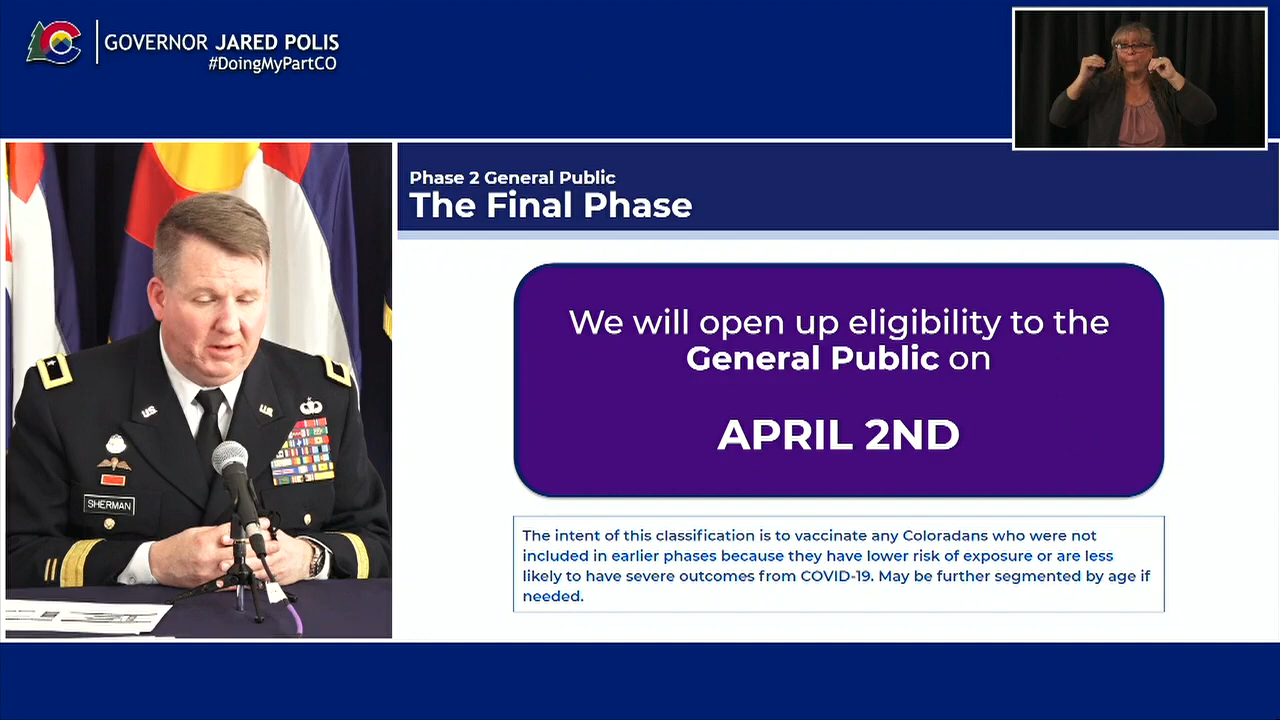 GOVERNOR JARED POLIS
#DoingMyPartCO
Phase 2 General Public
The Final Phase
We will open up eligibility to the
General Public on
APRIL 2ND
The intent of this classification is to vaccinate any Coloradans who were not
included in earlier phases because they have lower risk of exposure or are less
likely to have severe outcomes from COVID-19. May be further segmented by age if
needed.
U.S.
U.S.
SHERMAN